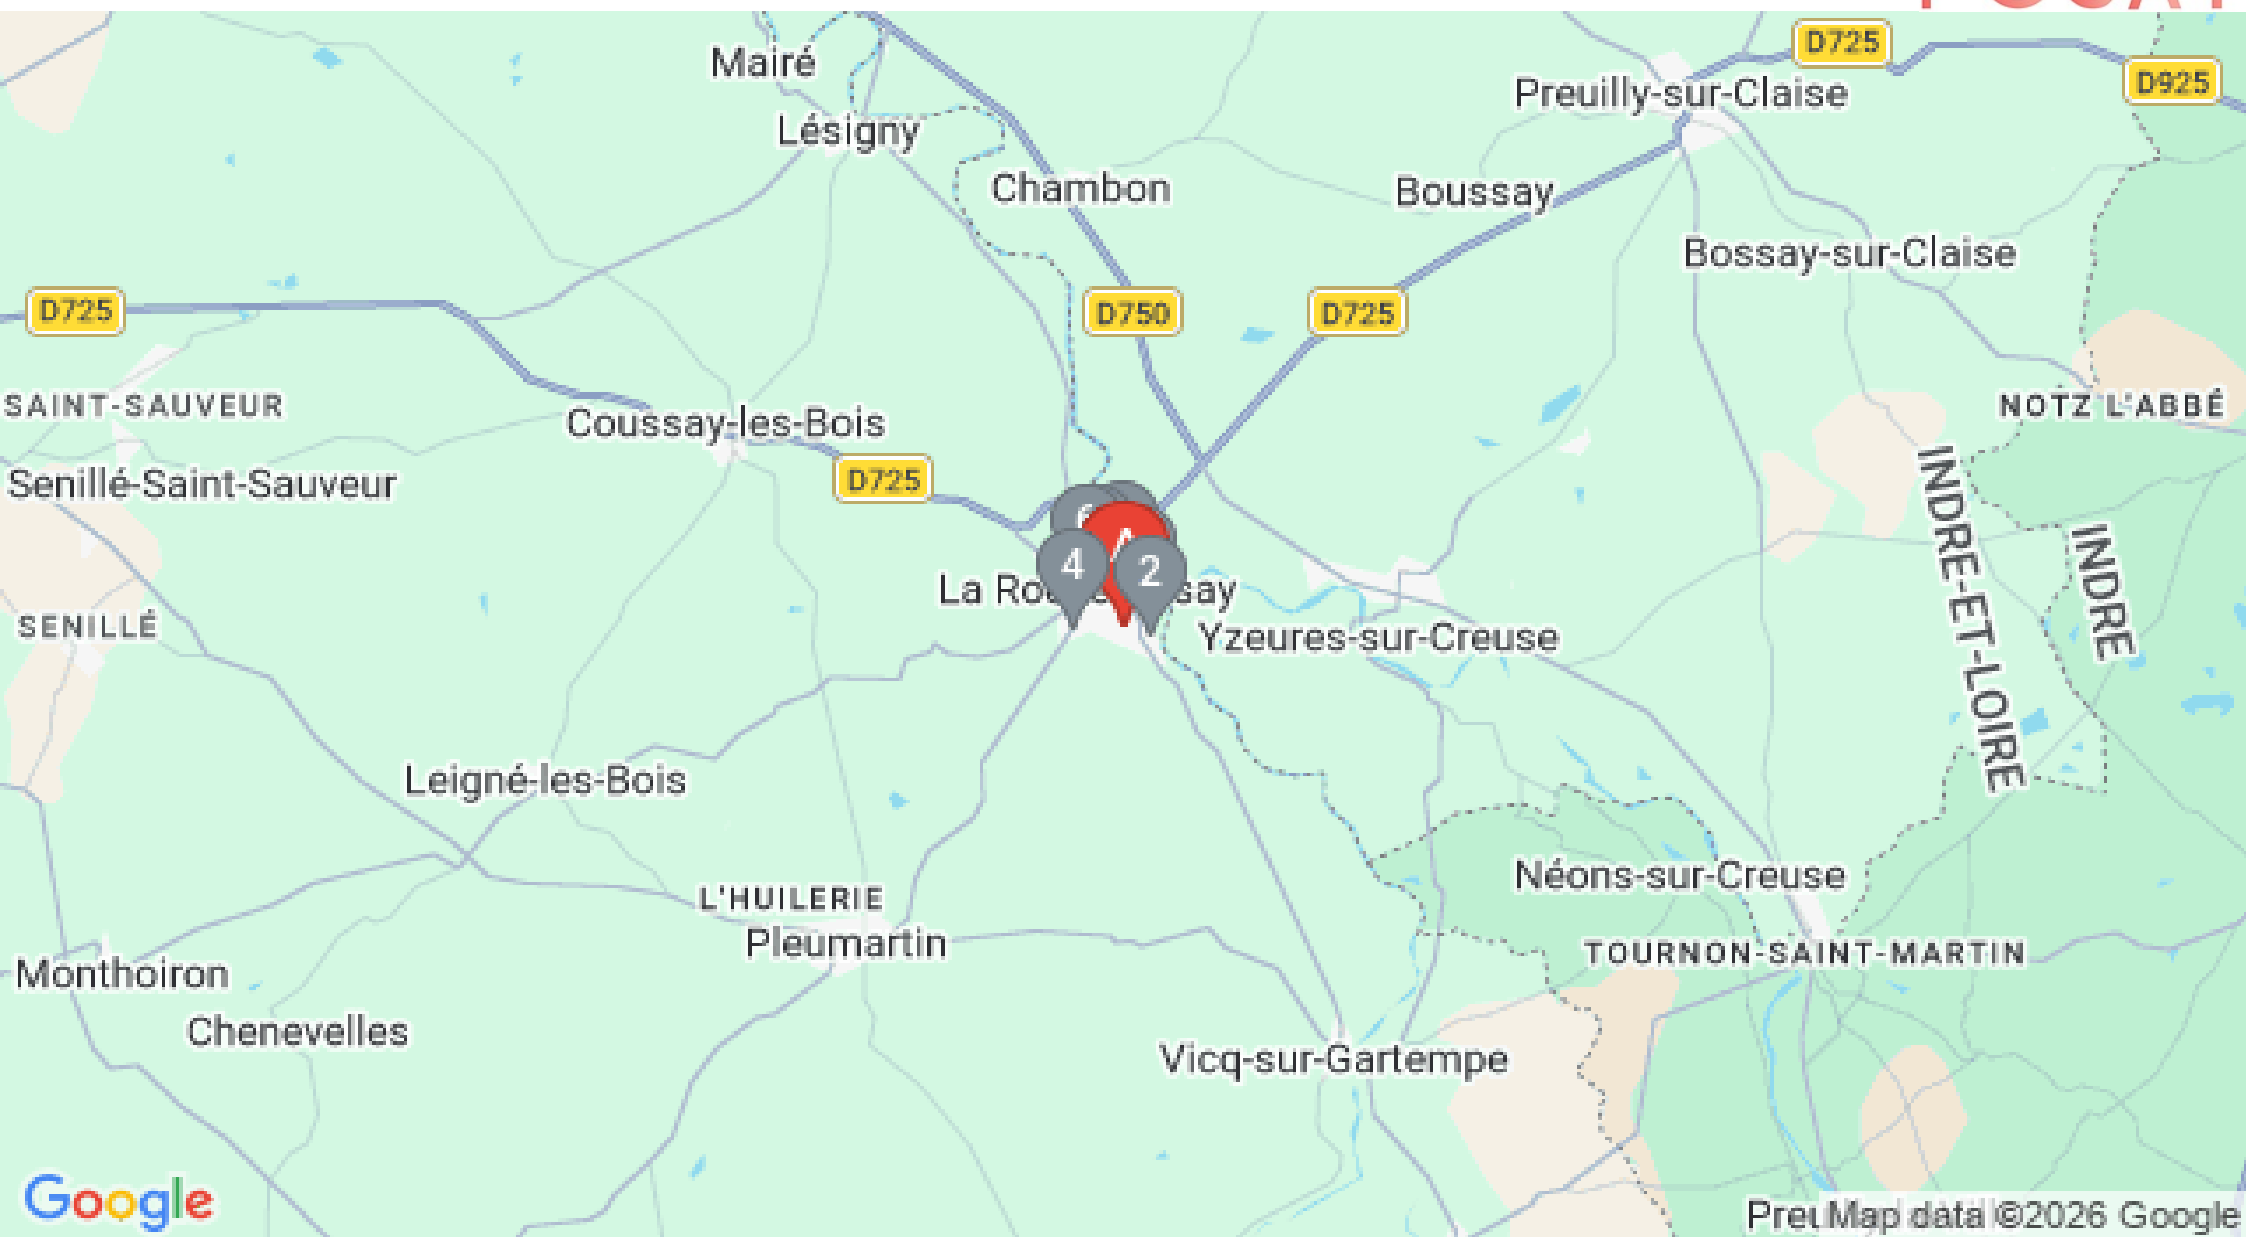 D725
D925
Mairé
Preuilly-sur-Claise
Lésigny
Chambon
Boussay
Bossay-sur-Claise
D725
D750
D725
SAINT-SAUVEUR
NOTZ L'ABBÉ
Coussay-les-Bois
D725
Senillé-Saint-Sauveur
INDRE-ET-LOIRE
INDRE
A
4
2
SENILLÉ
Yzeures-sur-Creuse
Leigné-les-Bois
Néons-sur-Creuse
L'HUILERIE
Pleumartin
TOURNON-SAINT-MARTIN
Monthoiron
Chenevelles
Vicq-sur-Gartempe
Google
Map data ©2026 Google